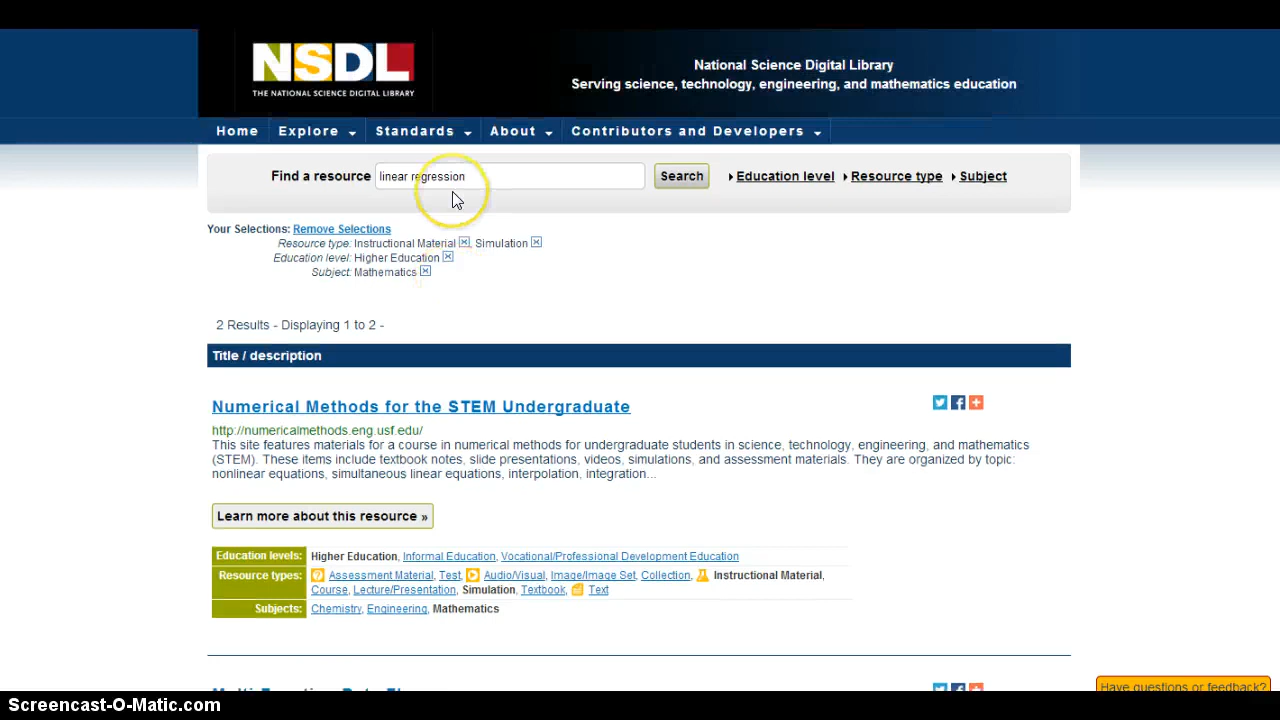 NSDL
THE NATIONAL SCIENCE DIGITAL LIBRARY
National Science Digital Library
Serving science, technology, engineering, and mathematics education
Home Explore Standards About Contributors and Developers
Find a resource linear regression Search Education level Resource type Subject
Your Selections: Remove Selections
Resource type: Instructional Material , Simulation
Education level: Higher Education
Subject: Mathematics
2 Results - Displaying 1 to 2 -
Title / description
Numerical Methods for the STEM Undergraduate
http://numericalmethods.eng.usf.edu/
This site features materials for a course in numerical methods for undergraduate students in science, technology, engineering, and mathematics
(STEM). These items include textbook notes, slide presentations, videos, simulations, and assessment materials. They are organized by topic:
nonlinear equations, simultaneous linear equations, interpolation, integration...
Learn more about this resource »
Education levels: Higher Education, Informal Education, Vocational/Professional Development Education
Resource types: Assessment Material, Test, Audio/Visual, Image/Image Set, Collection, Instructional Material,
Course, Lecture/Presentation, Simulation, Textbook, Text
Subjects: Chemistry, Engineering, Mathematics
Have questions or feedback?
Screencast-O-Matic.com